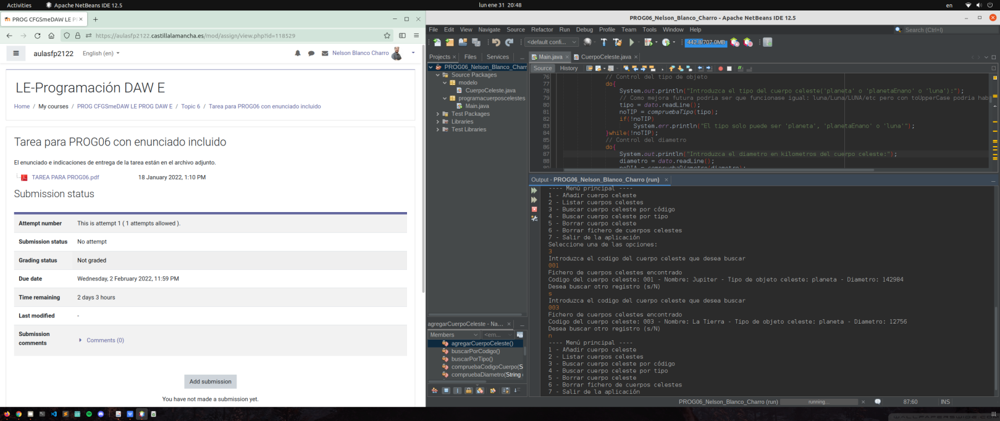 Activities
Apache NetBeans IDE 12.5
lun ene 31 20:48
en
PROG CFGSmeDAW LE P
https://aulasfp2122.castillalamancha.es/mod/assign/view.php?id=118529
aulasfp2122
English (en)
Nelson Blanco Charro
LE-Programación DAW E
Home / My courses / PROG CFGSmeDAW LE PROG DAW E / Topic 6 / Tarea para PROG06 con enunciado incluido
Tarea para PROG06 con enunciado incluido
El enunciado e indicaciones de entrega de la tarea están en el archivo adjunto.
TAREA PARA PROG06.pdf
18 January 2022, 1:10 PM
Submission status
Attempt number
This is attempt 1 ( 1 attempts allowed ).
Submission status
No attempt
Grading status
Not graded
Due date
Wednesday, 2 February 2022, 11:59 PM
Time remaining
2 days 3 hours
Last modified
-
Submission
comments
Comments (0)
Add submission
You have not made a submission yet.
PROG06_Nelson_Blanco_Charro - Apache NetBeans IDE 12.5
File Edit View Navigate Source Refactor Run Debug Profile Team Tools Window Help
Search (Ctrl+I)
<default confi...
442.8/707.0MB
Projects
Files
Services
PROG06_Nelson_Blanco_Charr
Source Packages
modelo
CuerpoCeleste.java
programacuerposcelestes
Main.java
Test Packages
Libraries
Test Libraries
agregarCuerpoCeleste - Na...
Members
<em...
agregarCuerpoCeleste()
buscarPorCodigo()
buscarPorTipo()
compruebaCodigoCuerpo(S
compruebaDiametro(String
Main.java
CuerpoCeleste.java
Source
History
76 // Control del tipo de objeto
77 do{
78 System.out.println("Introduzca el tipo del cuerpo celeste('planeta' o 'planetaEnano' o 'luna'):");
79 // Como mejora futura podria ser que funcionase igual: luna/Luna/LUNA/etc pero con toUpperCase podria hab
80 tipo = dato.readLine();
81 noTIP = compruebaTipo(tipo);
82 if(!noTIP)
83 System.err.println("El tipo solo puede ser 'planeta', 'planetaEnano' o 'luna'");
84 }while(!noTIP);
85 // Control del diametro
86 do{
87 System.out.println("Introduzca el diametro en kilometros del cuerpo celeste:");
88 diametro = dato.readLine();
89 noDIA = compruebaDiametro(diametro);
Output - PROG06_Nelson_Blanco_Charro (run)
---- Menú principal ----
1 - Añadir cuerpo celeste
2 - Listar cuerpos celestes
3 - Buscar cuerpo celeste por código
4 - Buscar cuerpo celeste por tipo
5 - Borrar cuerpo celeste
6 - Borrar fichero de cuerpos celestes
7 - Salir de la aplicación
Seleccione una de las opciones:
3
Introduzca el codigo del cuerpo celeste que desea buscar
001
Fichero de cuerpos celestes encontrado
Codigo del cuerpo celeste: 001 - Nombre: Jupiter - Tipo de objeto celeste: planeta - Diametro: 142984
Desea buscar otro registro (s/N)
s
Introduzca el codigo del cuerpo celeste que desea buscar
003
Fichero de cuerpos celestes encontrado
Codigo del cuerpo celeste: 003 - Nombre: La Tierra - Tipo de objeto celeste: planeta - Diametro: 12756
Desea buscar otro registro (s/N)
n
---- Menú principal ----
1 - Añadir cuerpo celeste
2 - Listar cuerpos celestes
3 - Buscar cuerpo celeste por código
4 - Buscar cuerpo celeste por tipo
5 - Borrar cuerpo celeste
6 - Borrar fichero de cuerpos celestes
7 - Salir de la aplicación
PROG06_Nelson_Blanco_Charro (run)
running...
87:60
INS